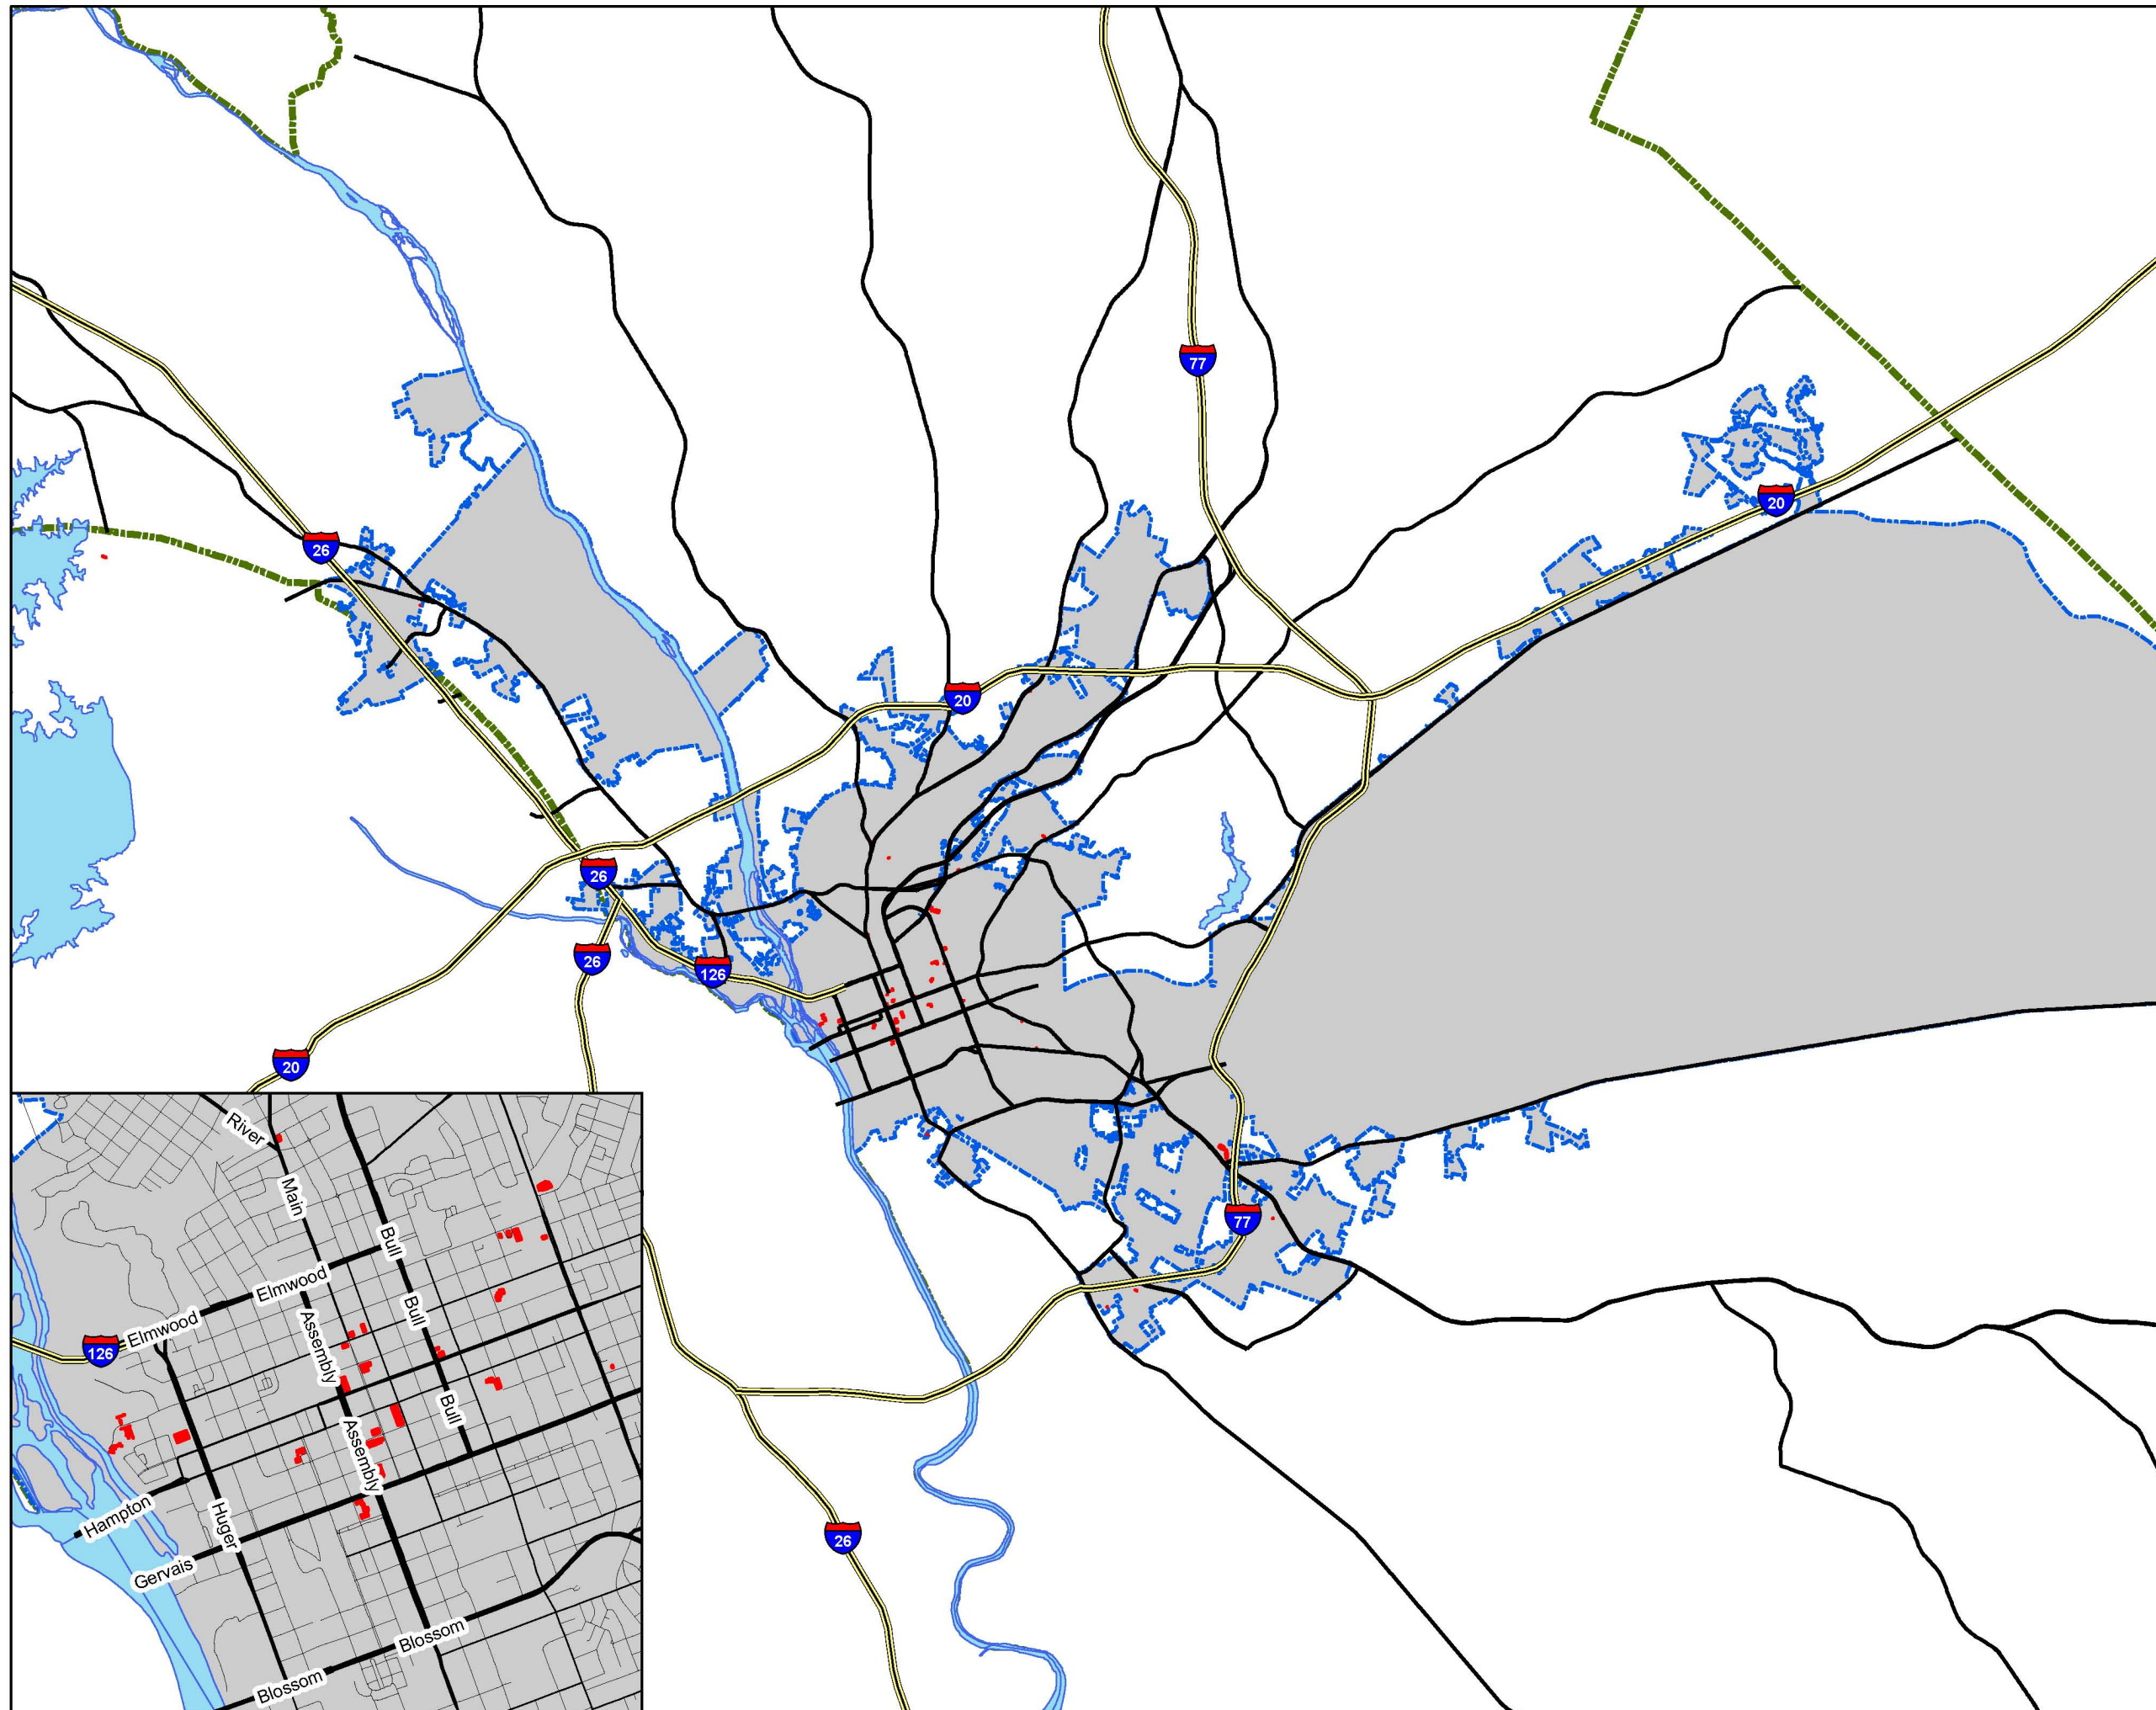 77
20
26
20
26
26
126
20
77
26
River
Main
Bull
Elmwood
Elmwood
Bull
Assembly
126
Bull
Assembly
Hampton
Huger
Gervais
Blossom
Blossom